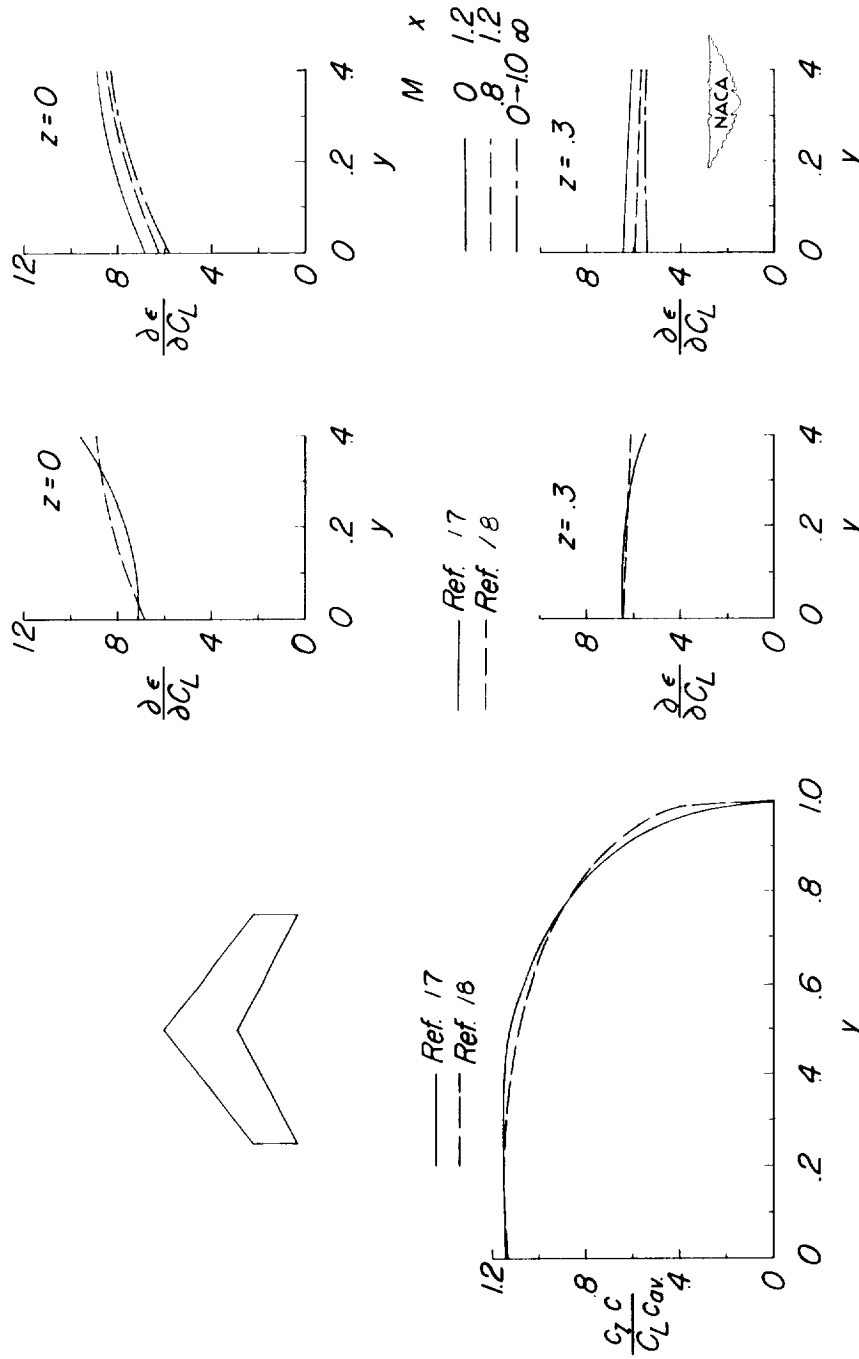 12
8
4
0
∂ε
∂C_L
z=0
0 .2 .4
y
12
8
4
0
∂ε
∂C_L
z=0
0 .2 .4
y
Ref. 17
Ref. 18
M x
0 1.2
.8 1.2
0→1.0 ∞
Ref. 17
Ref. 18
1.2
.8
.4
0
c_l c
C_L c_av.
0 .2 .4 .6 .8 1.0
y
8
4
0
∂ε
∂C_L
z=.3
0 .2 .4
y
8
4
0
∂ε
∂C_L
z=.3
0 .2 .4
y
NACA